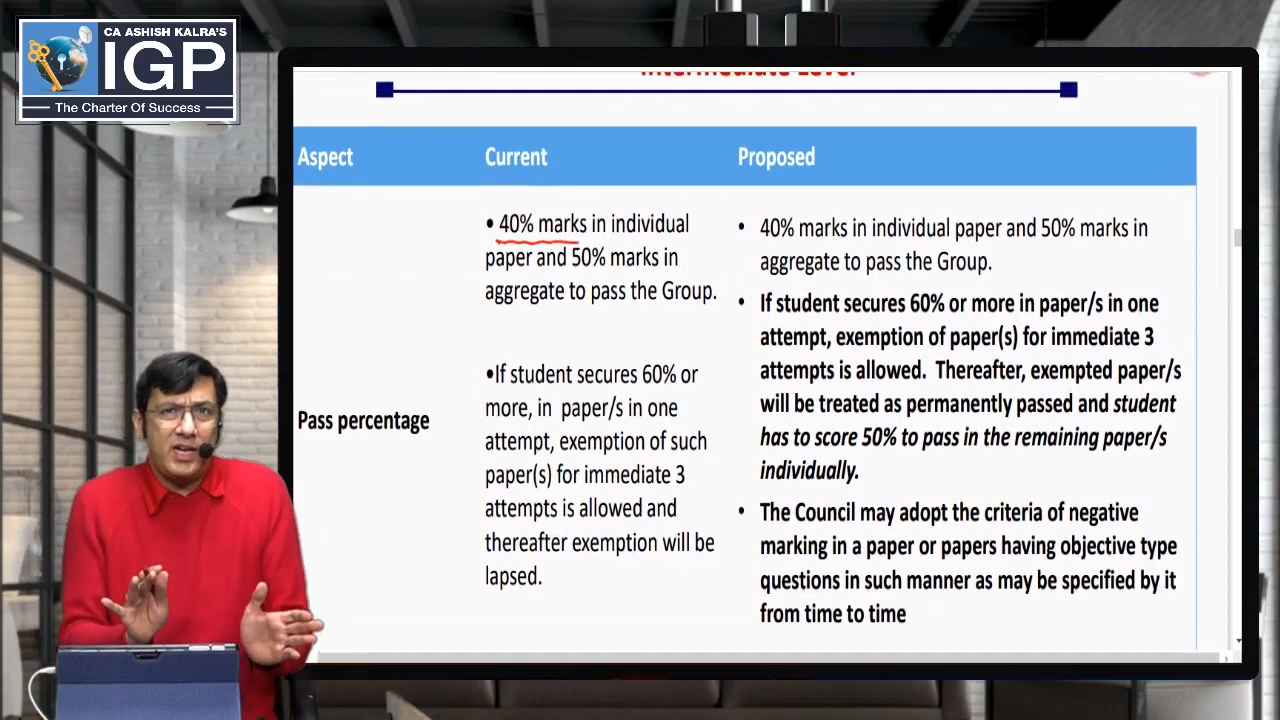 CA ASHISH KALRA'S
IGP
The Charter Of Success
Intermediate Level
Aspect
Current
Proposed
Pass percentage
• 40% marks in individual
paper and 50% marks in
aggregate to pass the Group.
•If student secures 60% or
more, in paper/s in one
attempt, exemption of such
paper(s) for immediate 3
attempts is allowed and
thereafter exemption will be
lapsed.
• 40% marks in individual paper and 50% marks in
aggregate to pass the Group.
• If student secures 60% or more in paper/s in one
attempt, exemption of paper(s) for immediate 3
attempts is allowed. Thereafter, exempted paper/s
will be treated as permanently passed and student
has to score 50% to pass in the remaining paper/s
individually.
• The Council may adopt the criteria of negative
marking in a paper or papers having objective type
questions in such manner as may be specified by it
from time to time